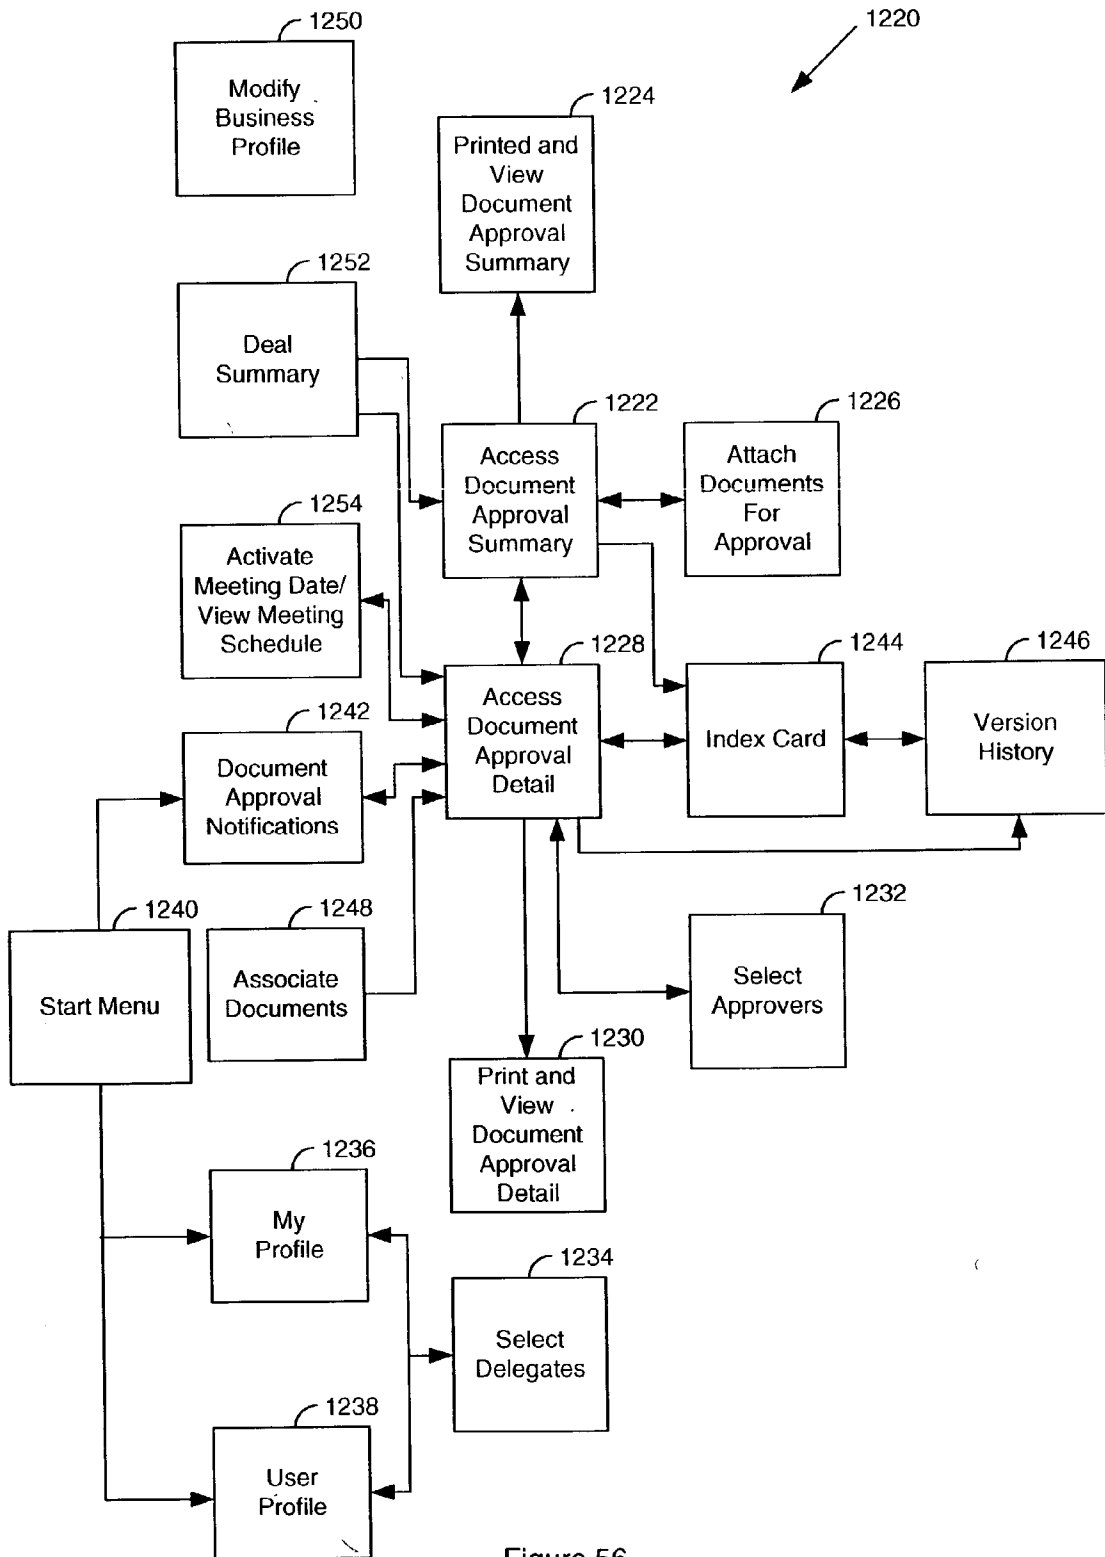 1250
Modify
Business
Profile
1220
1224
Printed and
View
Document
Approval
Summary
1252
Deal
Summary
1222
Access
Document
Approval
Summary
1226
Attach
Documents
For
Approval
1254
Activate
Meeting Date/
View Meeting
Schedule
1228
Access
Document
Approval
Detail
1244
Index Card
1246
Version
History
1242
Document
Approval
Notifications
1240
Start Menu
1248
Associate
Documents
1232
Select
Approvers
1230
Print and
View
Document
Approval
Detail
1236
My
Profile
1234
Select
Delegates
1238
User
Profile
Figure 56